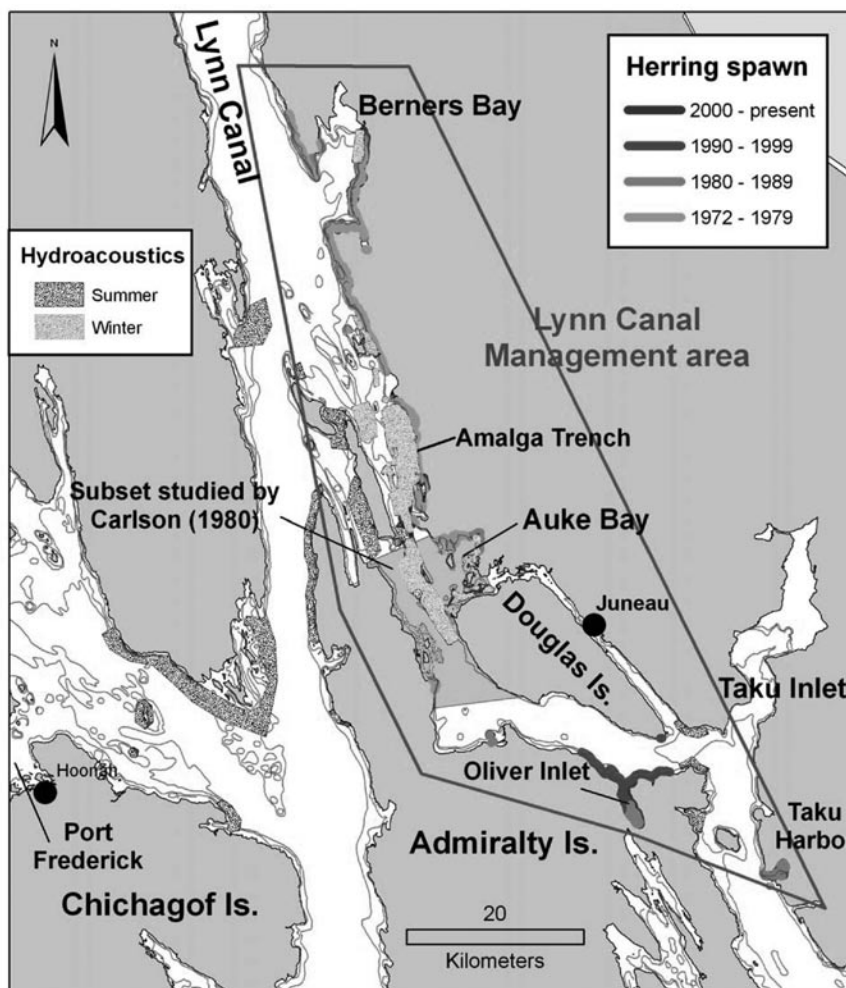 N
Lynn Canal
Berners Bay
Herring spawn
2000 - present
1990 - 1999
1980 - 1989
1972 - 1979
Hydroacoustics
Summer
Winter
Lynn Canal
Management area
Amalga Trench
Subset studied by
Carlson (1980)
Auke Bay
Juneau
Douglas Is.
Taku Inlet
Oliver Inlet
Hoonah
Port
Frederick
Admiralty Is.
Taku
Harbo
Chichagof Is.
20
Kilometers